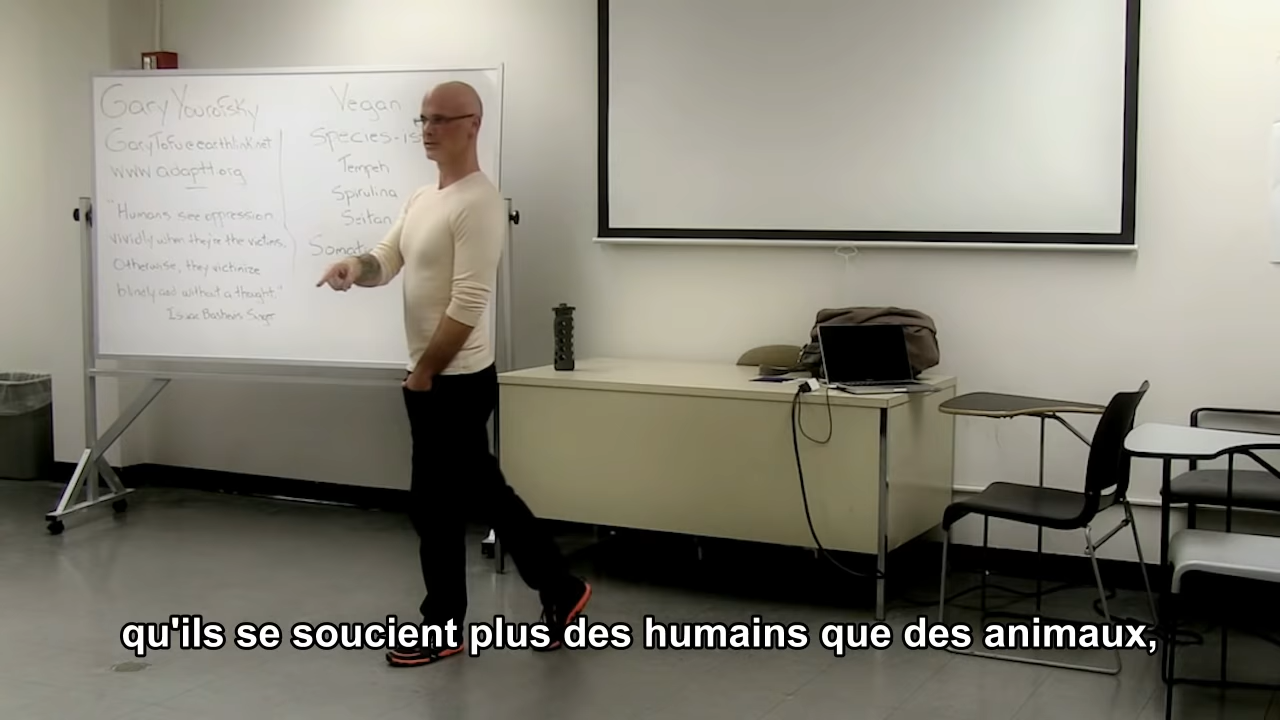 Gary Yourofsky
GaryTofu@earthlink.net
www.adaptt.org
"Humans see oppression
vividly when they're the victims.
Otherwise, they victimize
blindly and without a thought."
Isaac Bashevis Singer
Vegan
Species-is
Tempeh
Spirulina
Seitan
qu'ils se soucient plus des humains que des animaux,